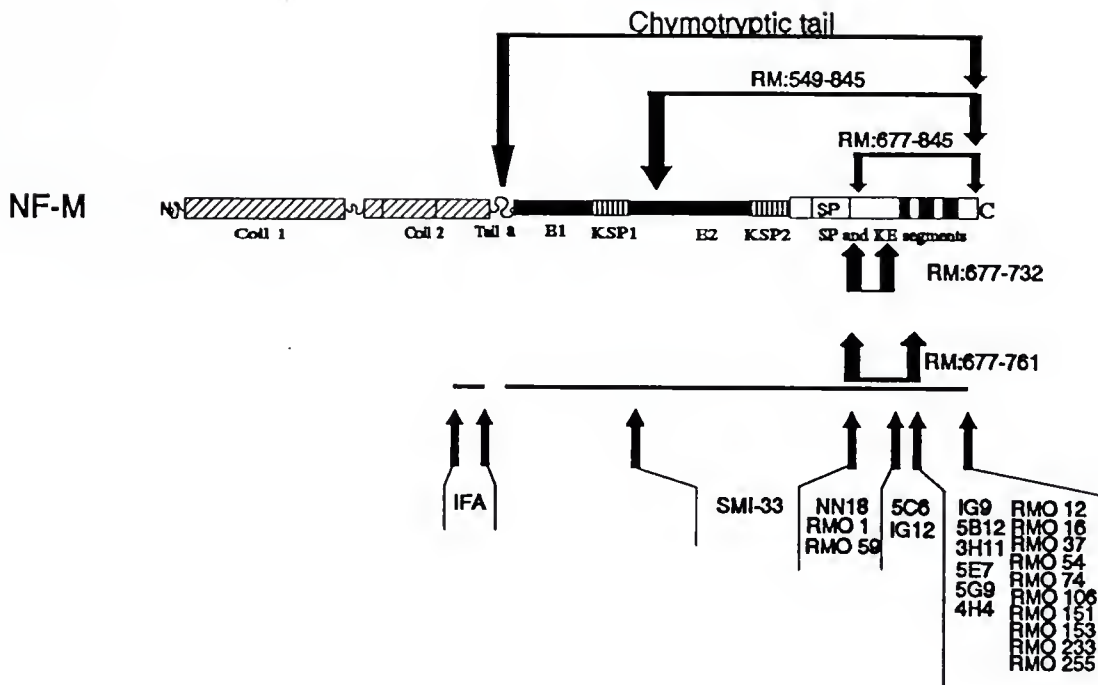 Chymotryptic tail
RM:549-845
RM:677-845
NF-M
N
SP
C
Coil 1
Coil 2
Tail a
E1
KSP1
E2
KSP2
SP and KE segments
RM:677-732
RM:677-761
IFA
SMI-33
NN18
RMO 1
RMO 59
5C6
IG12
IG9
5B12
3H11
5E7
5G9
4H4
RMO 12
RMO 16
RMO 37
RMO 54
RMO 74
RMO 106
RMO 151
RMO 153
RMO 233
RMO 255